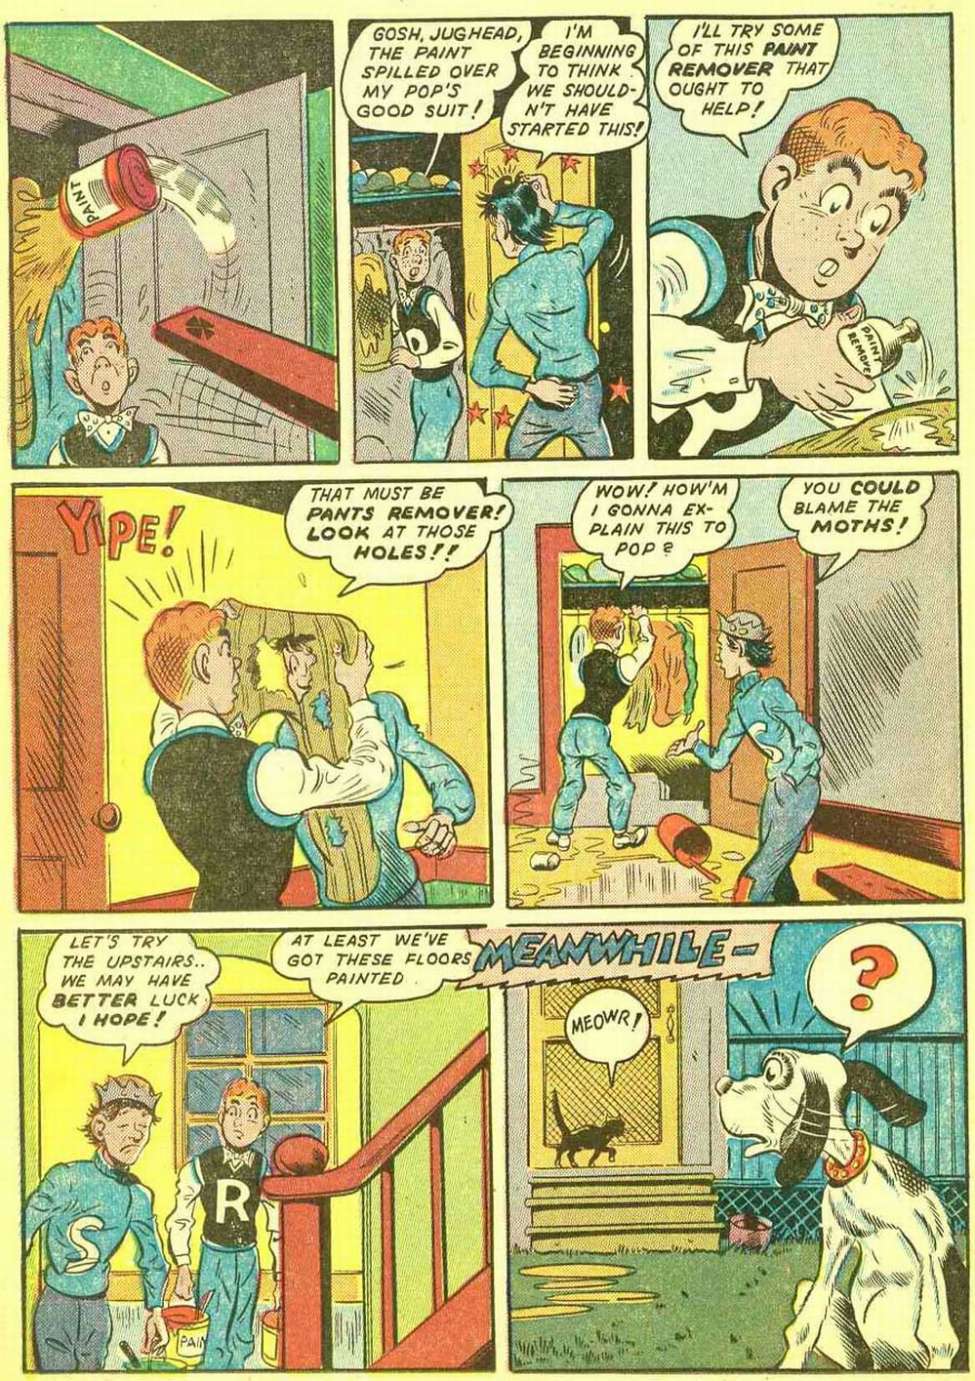 PAINT
GOSH, JUGHEAD,
THE PAINT
SPILLED OVER
MY POP'S
GOOD SUIT!
I'M
BEGINNING
TO THINK
WE SHOULD-
N'T HAVE
STARTED THIS!
I'LL TRY SOME
OF THIS PAINT
REMOVER THAT
OUGHT TO
HELP!
PAINT
REMOVE
YIPE!
THAT MUST BE
PANTS REMOVER!
LOOK AT THOSE
HOLES!!
WOW! HOW'M
I GONNA EX-
PLAIN THIS TO
POP?
YOU COULD
BLAME THE
MOTHS!
S
LET'S TRY
THE UPSTAIRS..
WE MAY HAVE
BETTER LUCK
I HOPE!
AT LEAST WE'VE
GOT THESE FLOORS
PAINTED.
S
R
PAIN
MEANWHILE-
MEOWR!
?